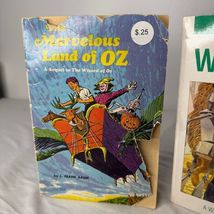 The
Marvelous
Land of OZ
A Sequel to The Wizard of Oz
$.25
by L. FRANK BAUM
W